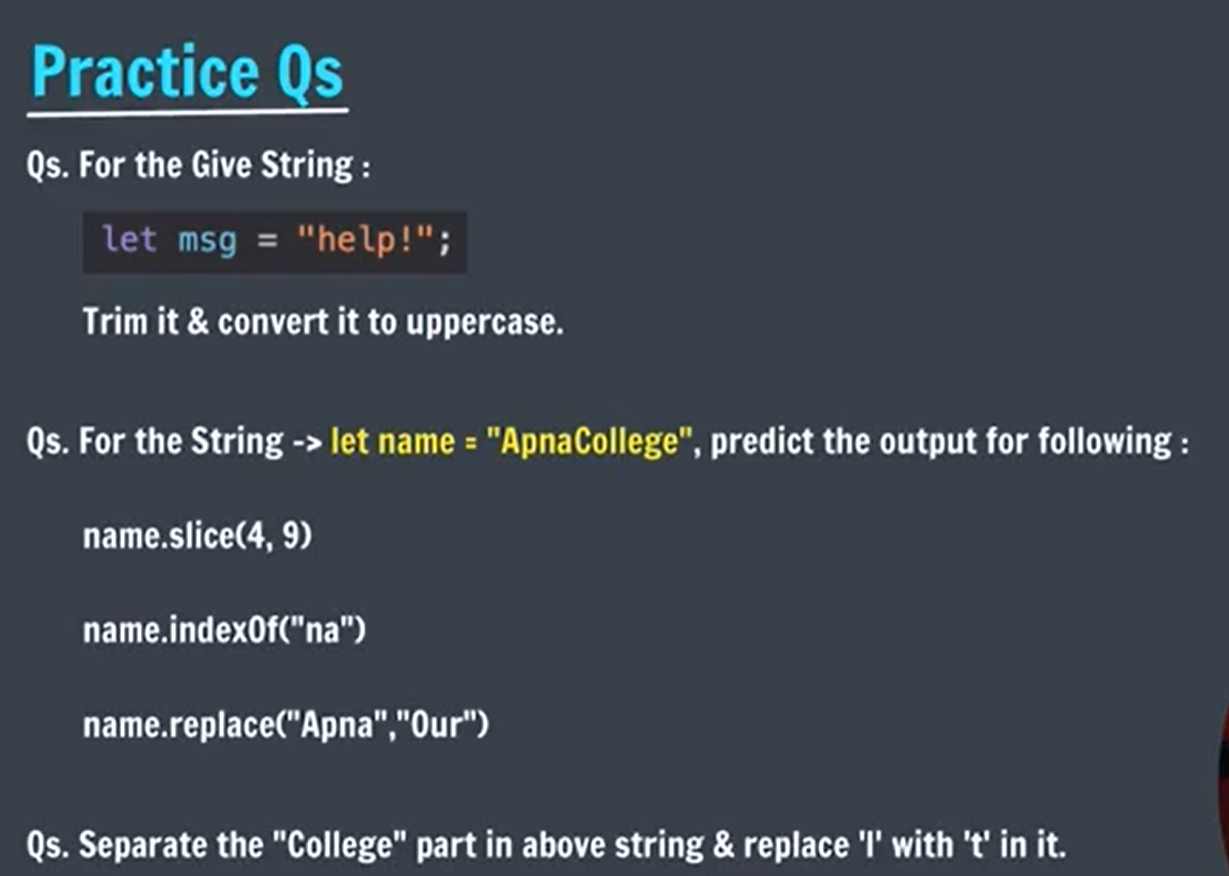 Practice Qs
Qs. For the Give String :
let msg = "help!";
Trim it & convert it to uppercase.
Qs. For the String -> let name = "ApnaCollege", predict the output for following :
name.slice(4, 9)
name.indexOf("na")
name.replace("Apna","Our")
Qs. Separate the "College" part in above string & replace 'l' with 't' in it.